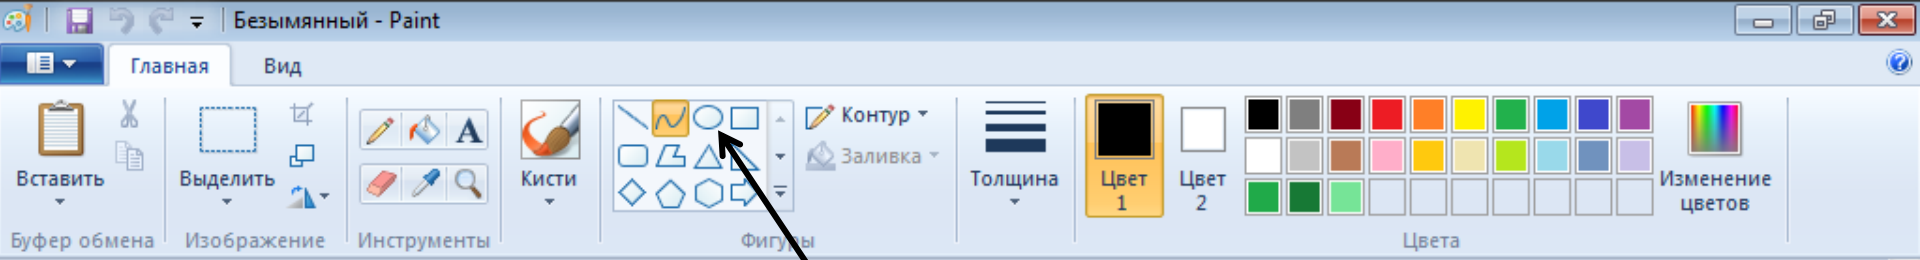 Безымянный - Paint
Главная Вид
Вставить
Выделить
A
Кисти
Контур
Заливка
Толщина
Цвет
1
Цвет
2
Изменение
цветов
Буфер обмена
Изображение
Инструменты
Фигуры
Цвета